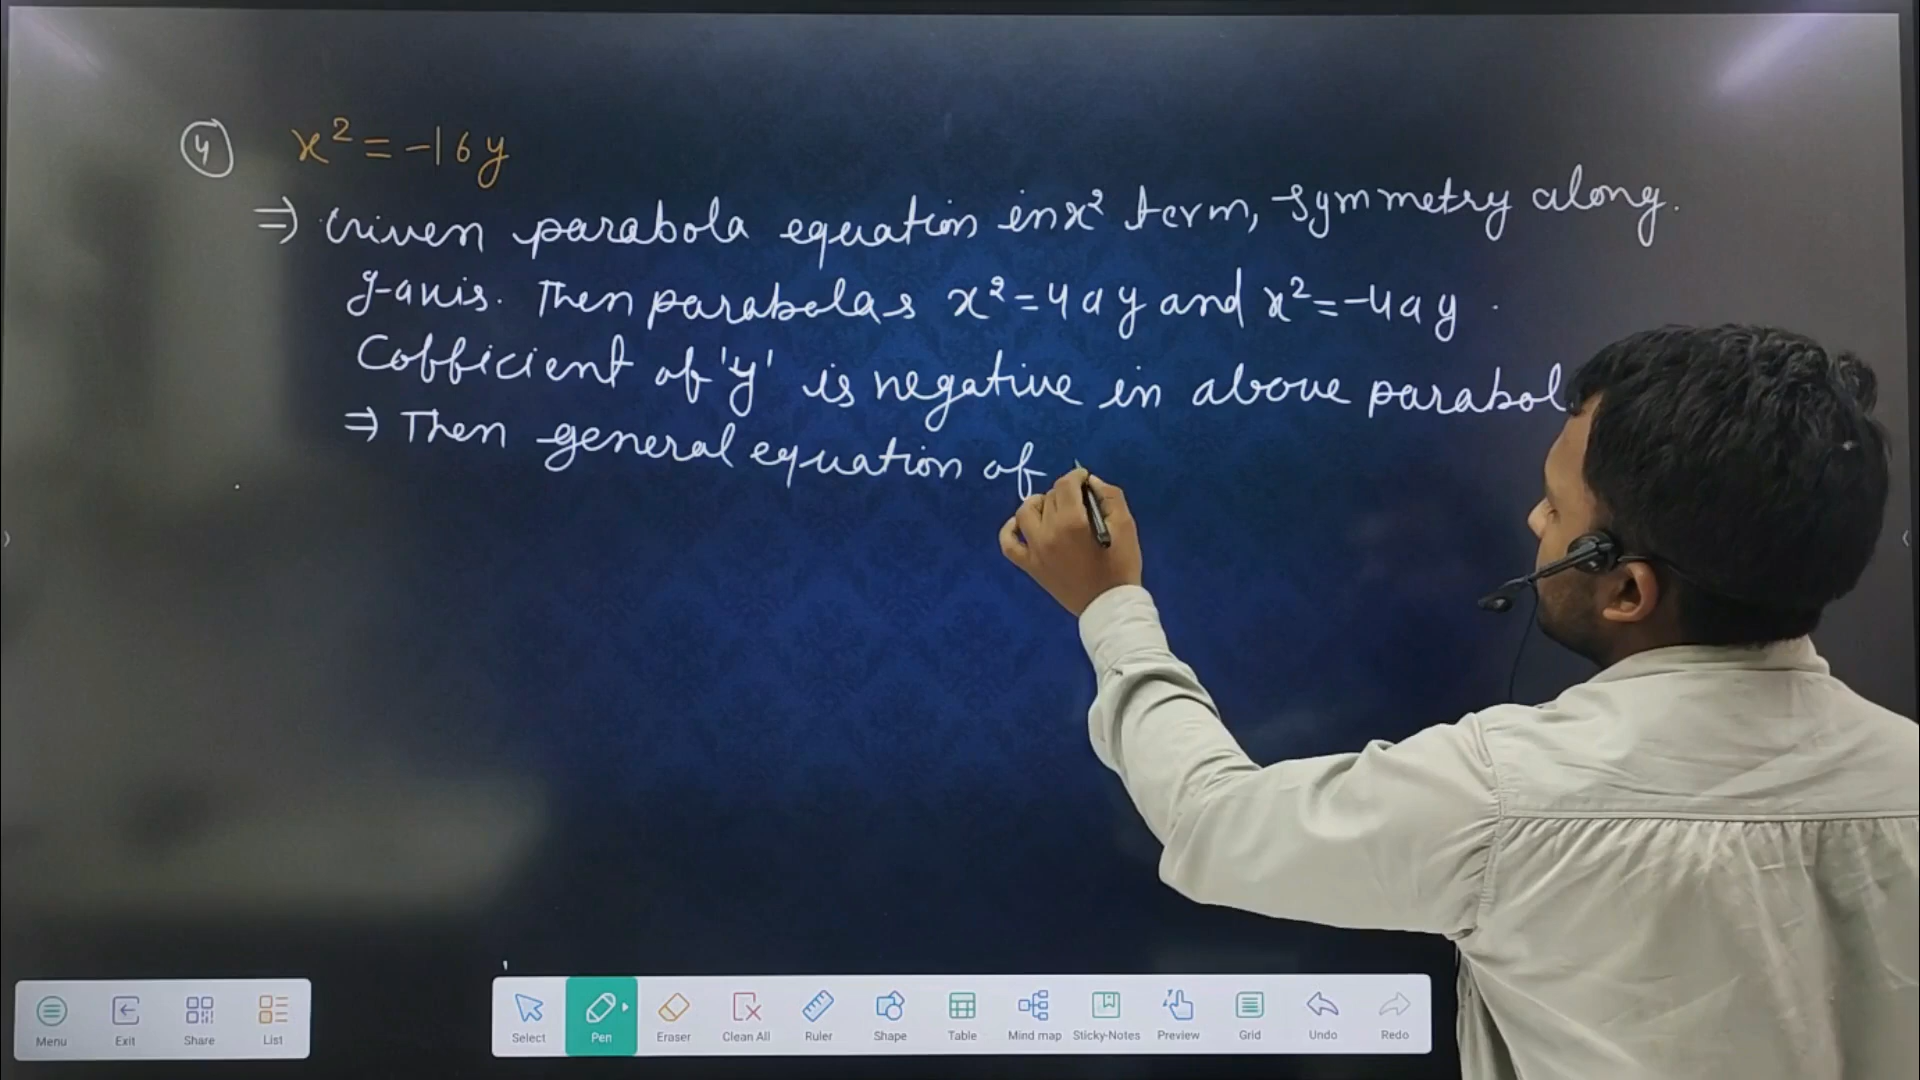 4 x² = -16y
⇒ Given parabola equation in x² term, symmetry along.
y-axis. Then parabolas x² = 4ay and x² = -4ay.
Cofficient of 'y' is negative in above parabol
⇒ Then general equation of
Menu Exit Share List Select Pen Eraser Clean All Ruler Shape Table Mind map Sticky-Notes Preview Grid Undo Redo